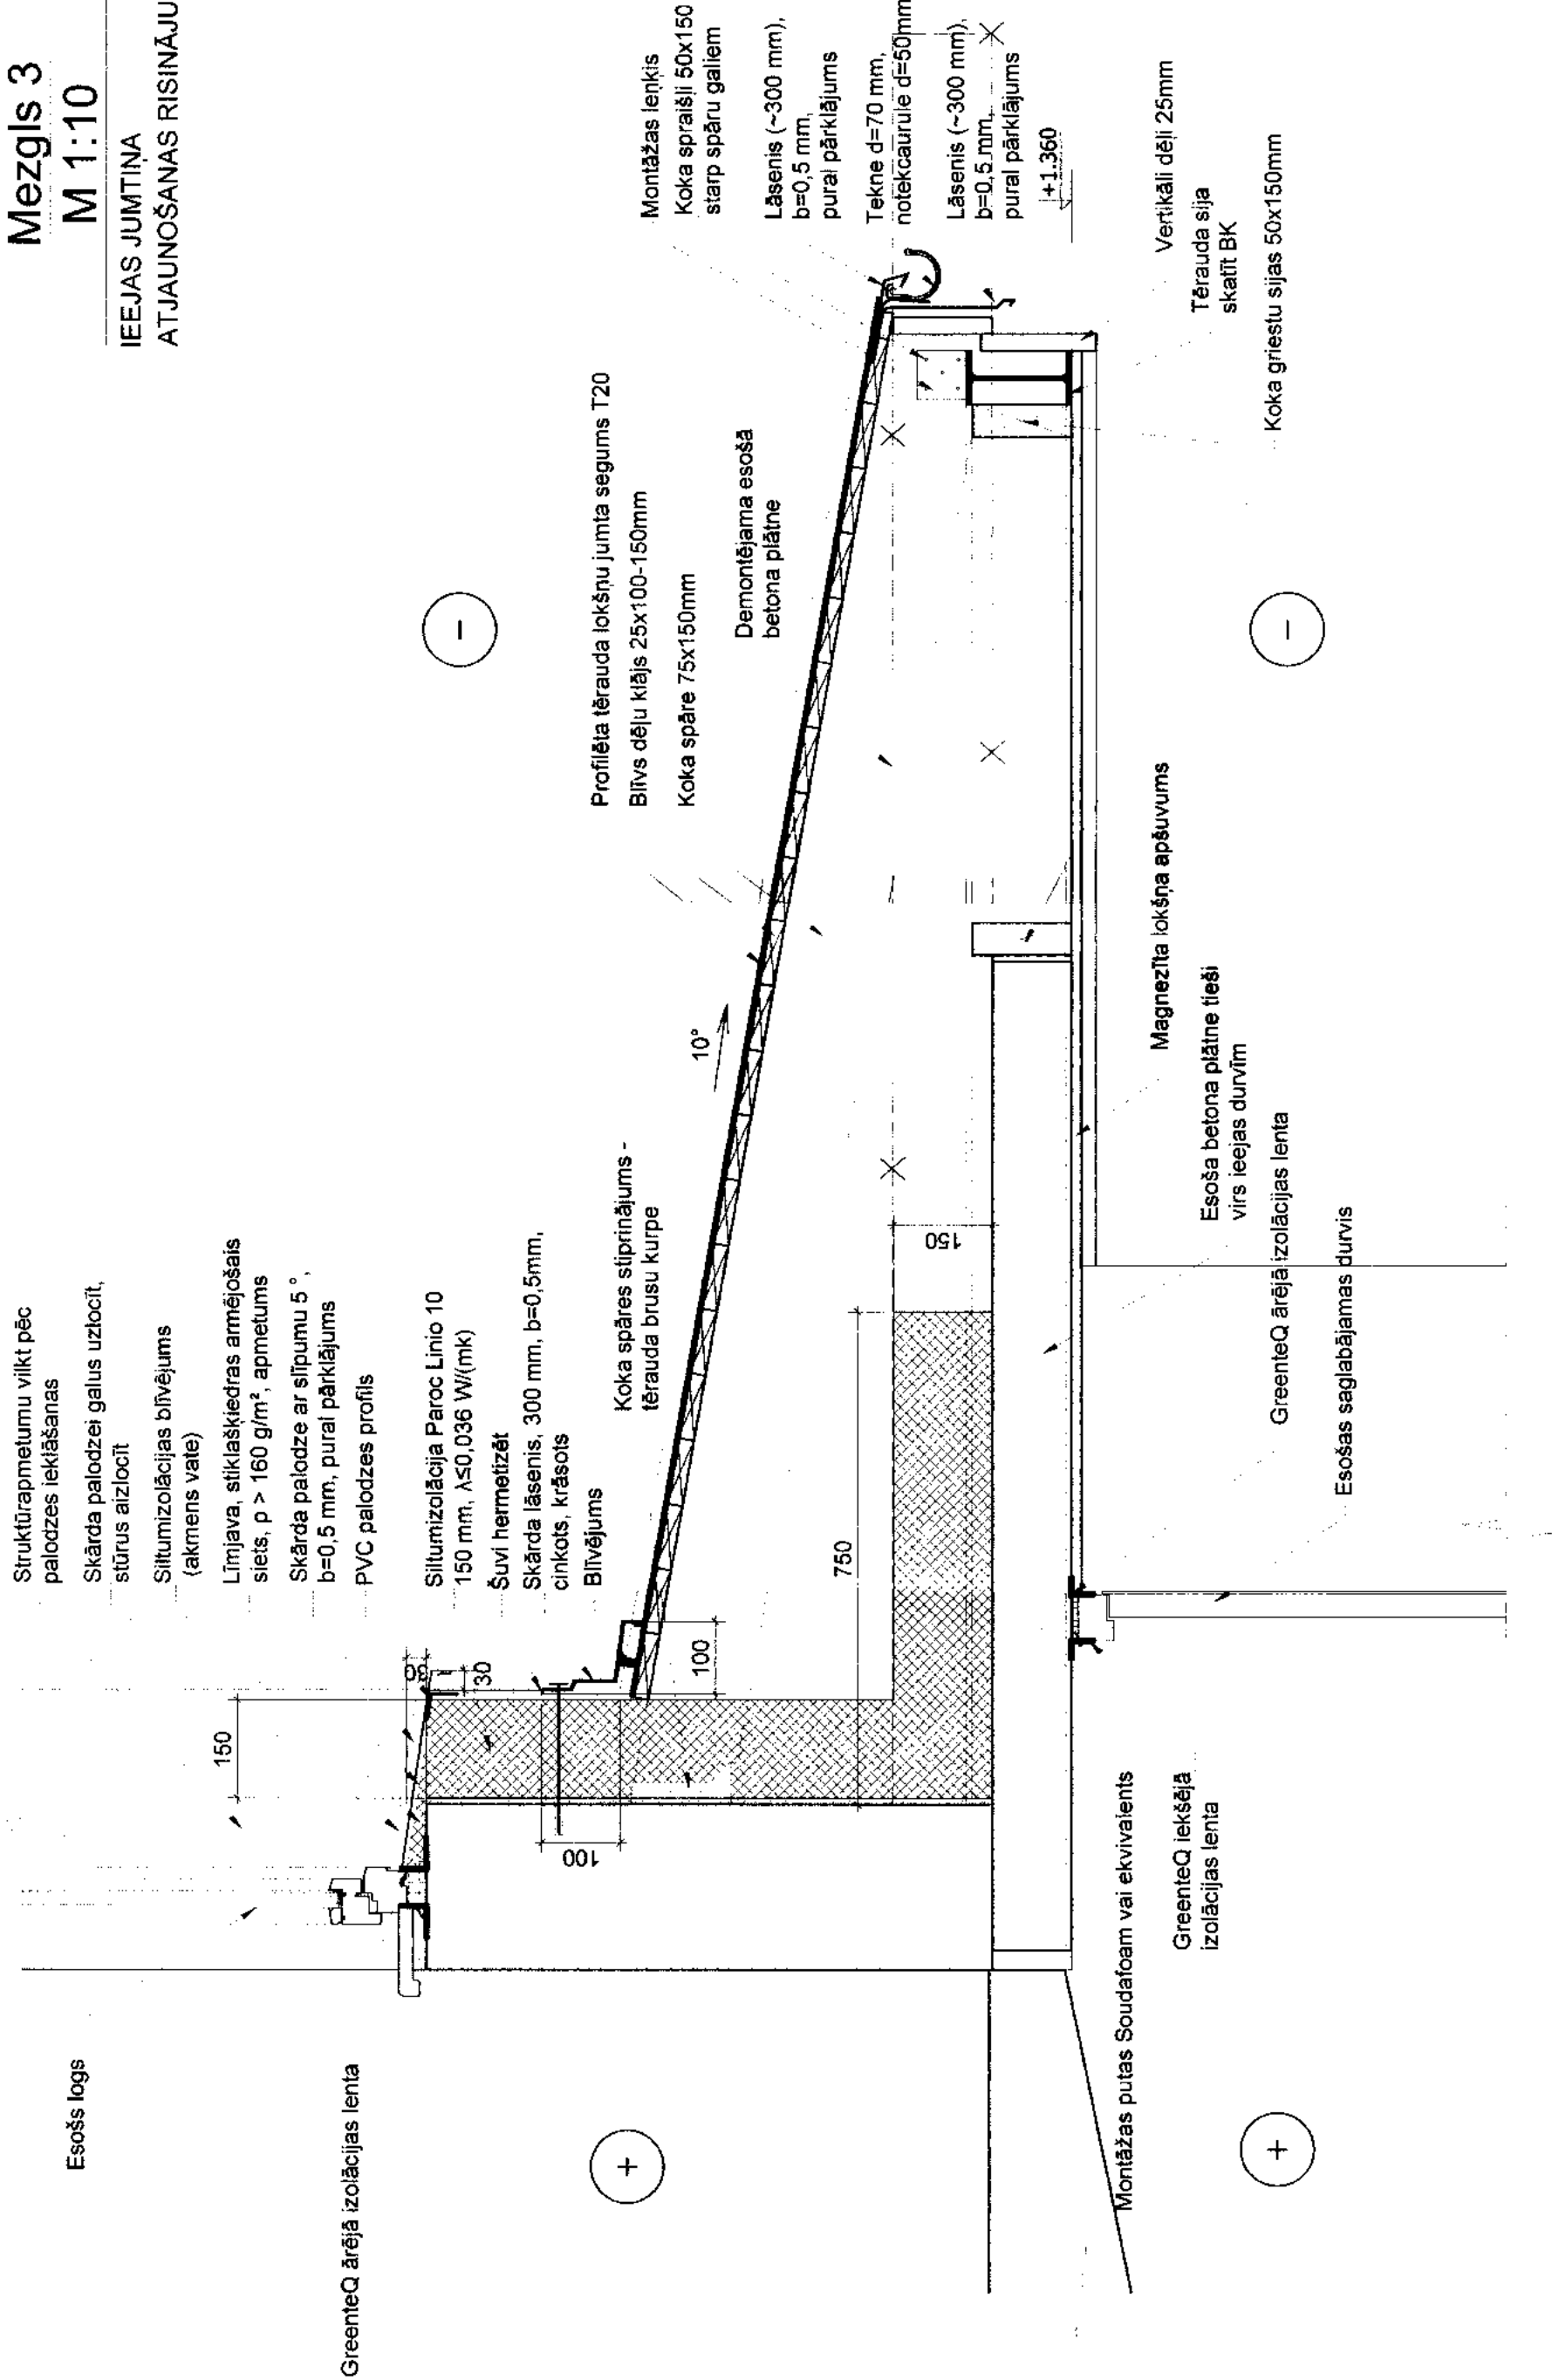 Mezgls 3
M 1:10
IEEJAS JUMTIŅA
ATJAUNOŠANAS RISINĀJU
Struktūrapmetumu vilkt pēc
palodzes ieklāšanas
Skārda palodzei galus uzlocīt,
stūrus aizlocīt
Siltumizolācijas blīvējums
(akmens vate)
Līmjava, stiklašķiedras armējošais
siets, p > 160 g/m², apmetums
Skārda palodze ar slīpumu 5°,
b=0,5 mm, pural pārklājums
PVC palodzes profils
Siltumizolācija Paroc Linio 10
150 mm, λ≤0,036 W/(mk)
Šuvi hermetizēt
Skārda lāsenis, 300 mm, b=0,5mm,
cinkots, krāsots
Blīvējums
Koka spāres stiprinājums -
tērauda brusu kurpe
Esošs logs
GreenteQ ārējā izolācijas lenta
150
30
30
100
100
750
150
10°
+
–
Profilēta tērauda lokšņu jumta segums T20
Blīvs dēļu klājs 25x100-150mm
Koka spāre 75x150mm
Demontējama esošā
betona plātne
Montāžas leņķis
Koka spraišļi 50x150
starp spāru galiem
Lāsenis (~300 mm),
b=0,5 mm,
pural pārklājums
Tekne d=70 mm,
notekcaurule d=50mm
Lāsenis (~300 mm),
b=0,5 mm,
pural pārklājums
+1.360
Vertikāli dēļi 25mm
Tērauda sija
skatīt BK
Koka griestu sijas 50x150mm
Magnezīta lokšņa apšuvums
Esoša betona plātne tieši
virs ieejas durvīm
GreenteQ ārējā izolācijas lenta
Esošas saglabājamas durvis
Montāžas putas Soudafoam vai ekvivalents
GreenteQ iekšējā
izolācijas lenta
+
–